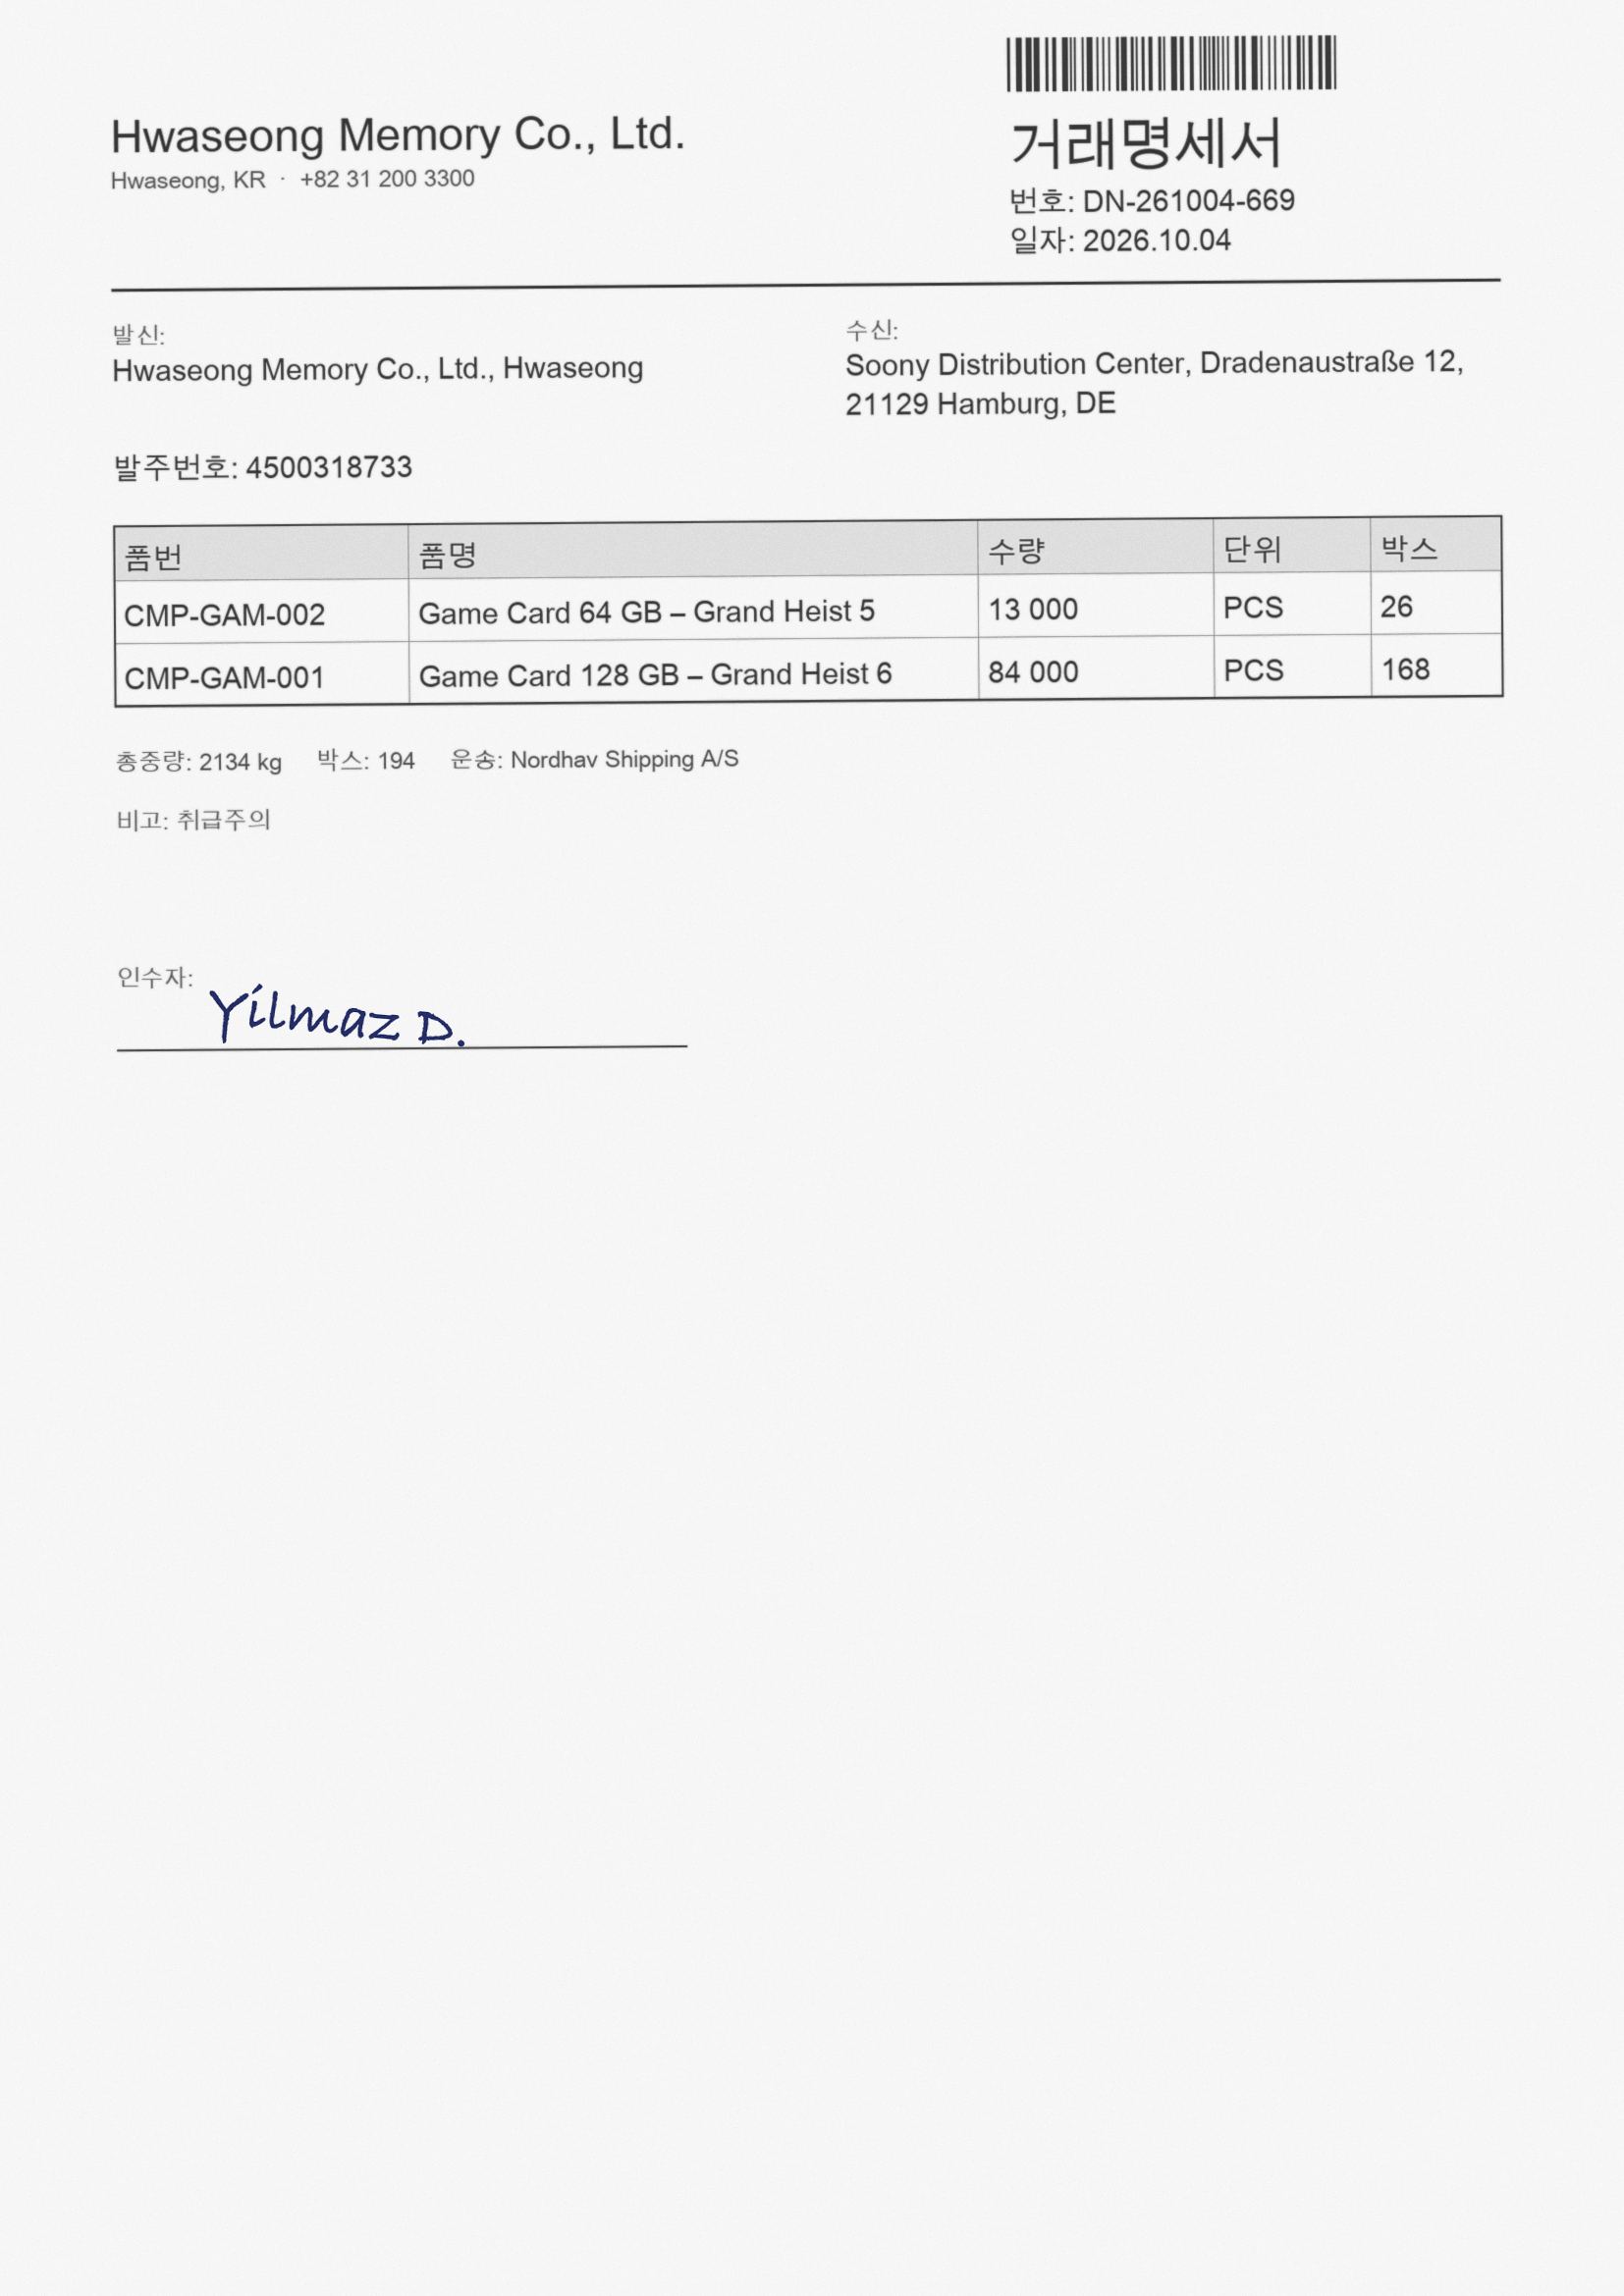 Hwaseong Memory Co., Ltd.
Hwaseong, KR · +82 31 200 3300
거래명세서
번호: DN-261004-669
일자: 2026.10.04
발신:
Hwaseong Memory Co., Ltd., Hwaseong
수신:
Soony Distribution Center, Dradenaustraße 12,
21129 Hamburg, DE
발주번호: 4500318733
품번 품명 수량 단위 박스
CMP-GAM-002 Game Card 64 GB – Grand Heist 5 13 000 PCS 26
CMP-GAM-001 Game Card 128 GB – Grand Heist 6 84 000 PCS 168
총중량: 2134 kg 박스: 194 운송: Nordhav Shipping A/S
비고: 취급주의
인수자:
Yilmaz D.